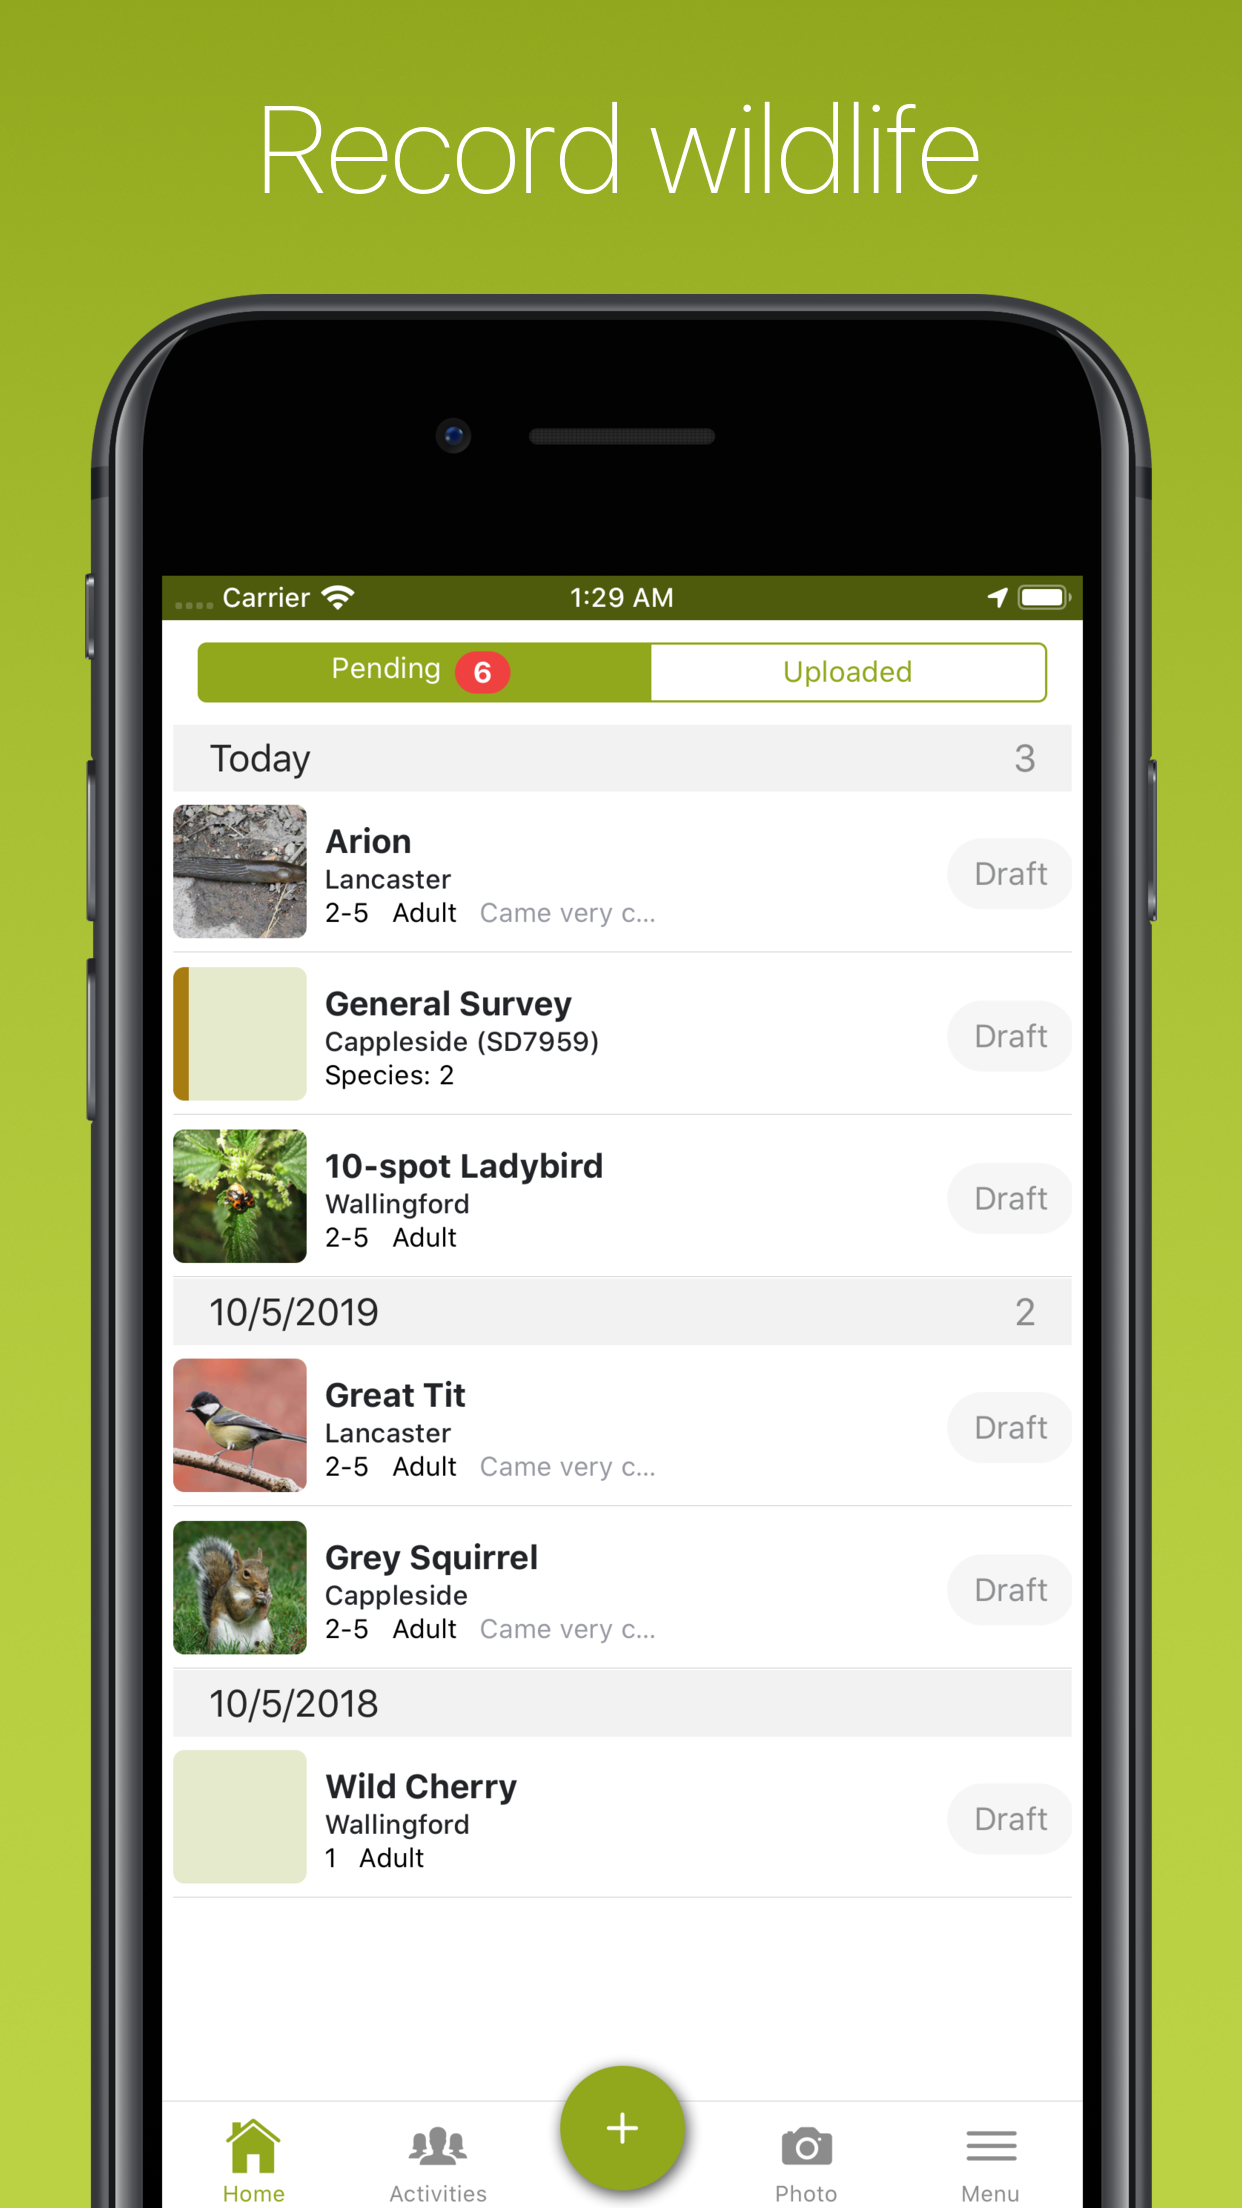 Record wildlife
Carrier 1:29 AM
Pending 6 Uploaded
Today 3
Arion
Lancaster
2-5 Adult Came very c...
Draft
General Survey
Cappleside (SD7959)
Species: 2
Draft
10-spot Ladybird
Wallingford
2-5 Adult
Draft
10/5/2019 2
Great Tit
Lancaster
2-5 Adult Came very c...
Draft
Grey Squirrel
Cappleside
2-5 Adult Came very c...
Draft
10/5/2018
Wild Cherry
Wallingford
1 Adult
Draft
+
Home Activities Photo Menu